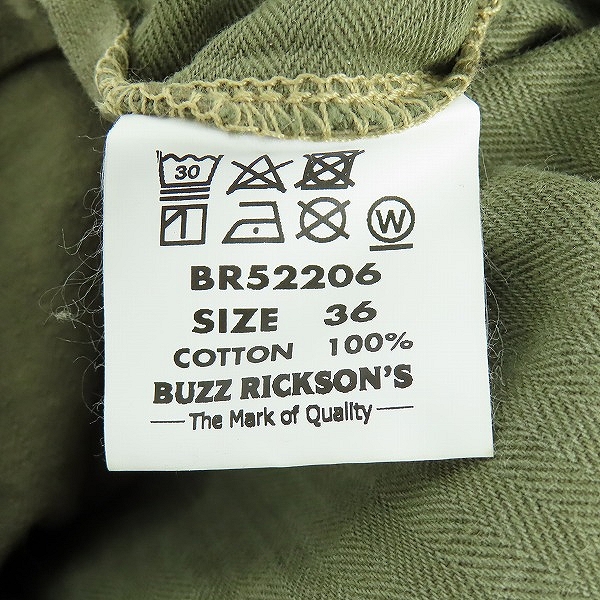 30
W
BR52206
SIZE 36
COTTON 100%
BUZZ RICKSON'S
The Mark of Quality